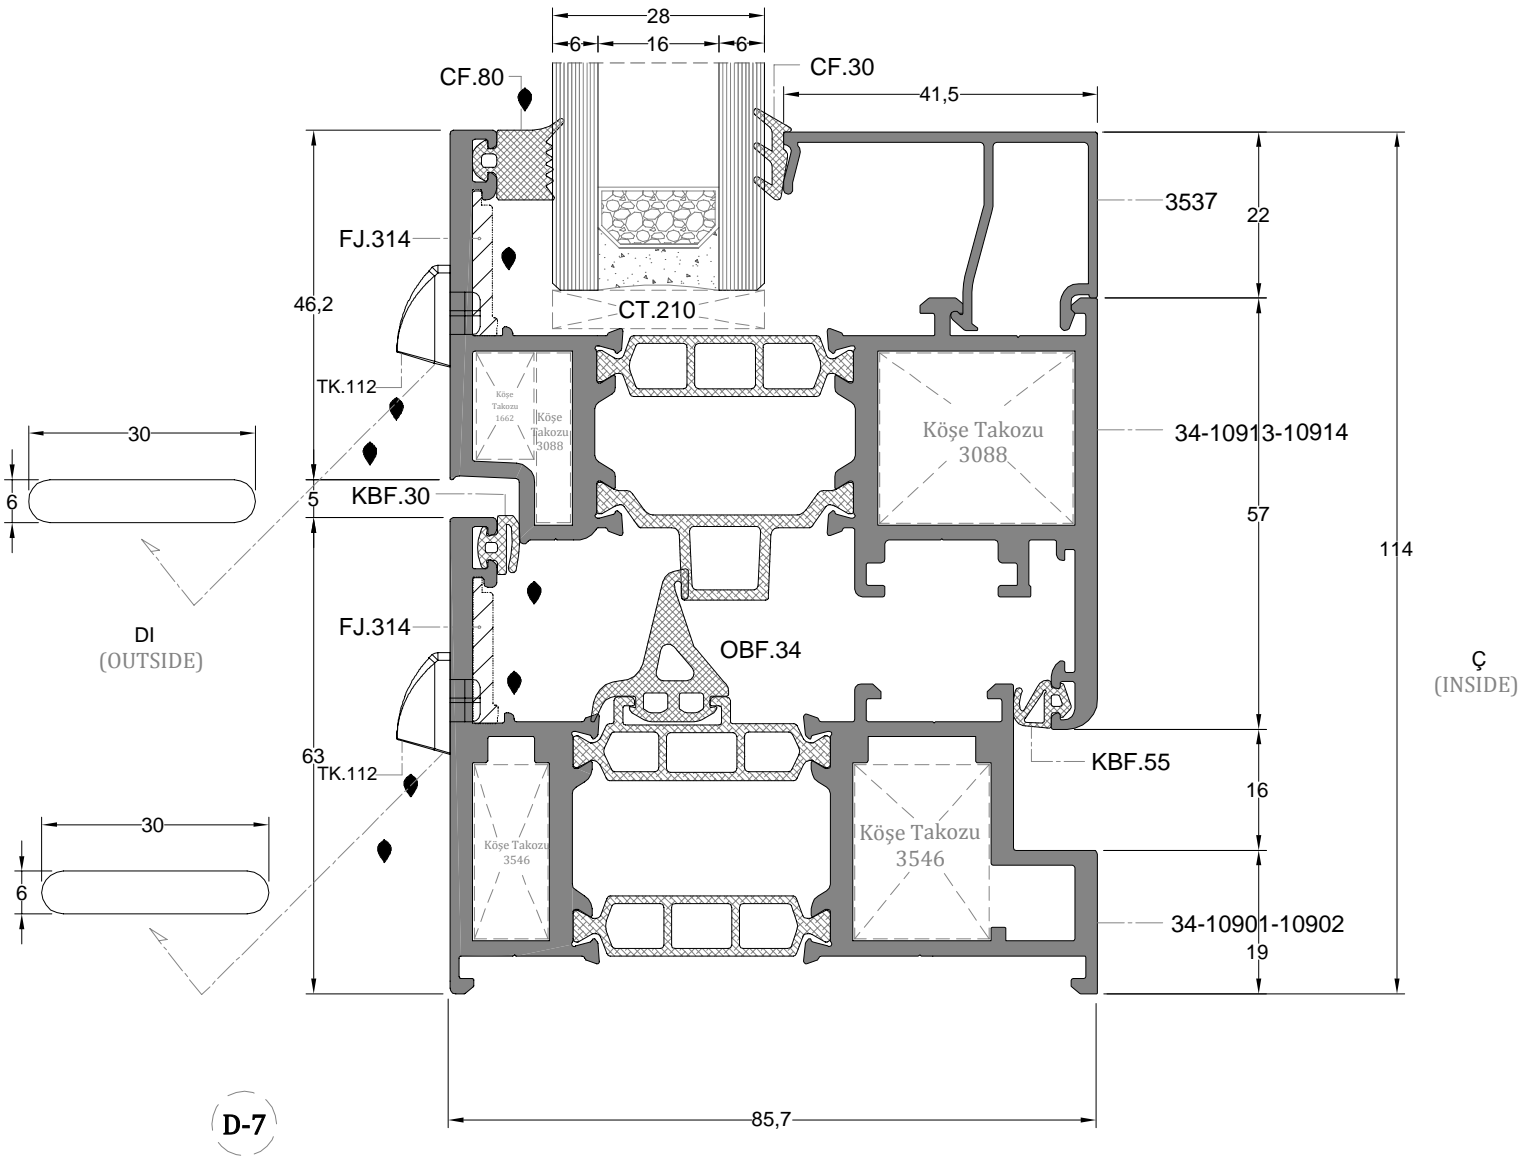 28
6
16
6
CF.80
CF.30
41,5
3537
22
FJ.314
46,2
CT.210
TK.112
Köşe
Takozu
1662
Köşe
Takozu
3088
Köşe Takozu
3088
34-10913-10914
30
6
5
KBF.30
57
114
DI
(OUTSIDE)
FJ.314
OBF.34
Ç
(INSIDE)
63
TK.112
KBF.55
16
30
6
Köşe Takozu
3546
Köşe Takozu
3546
34-10901-10902
19
85,7
D-7